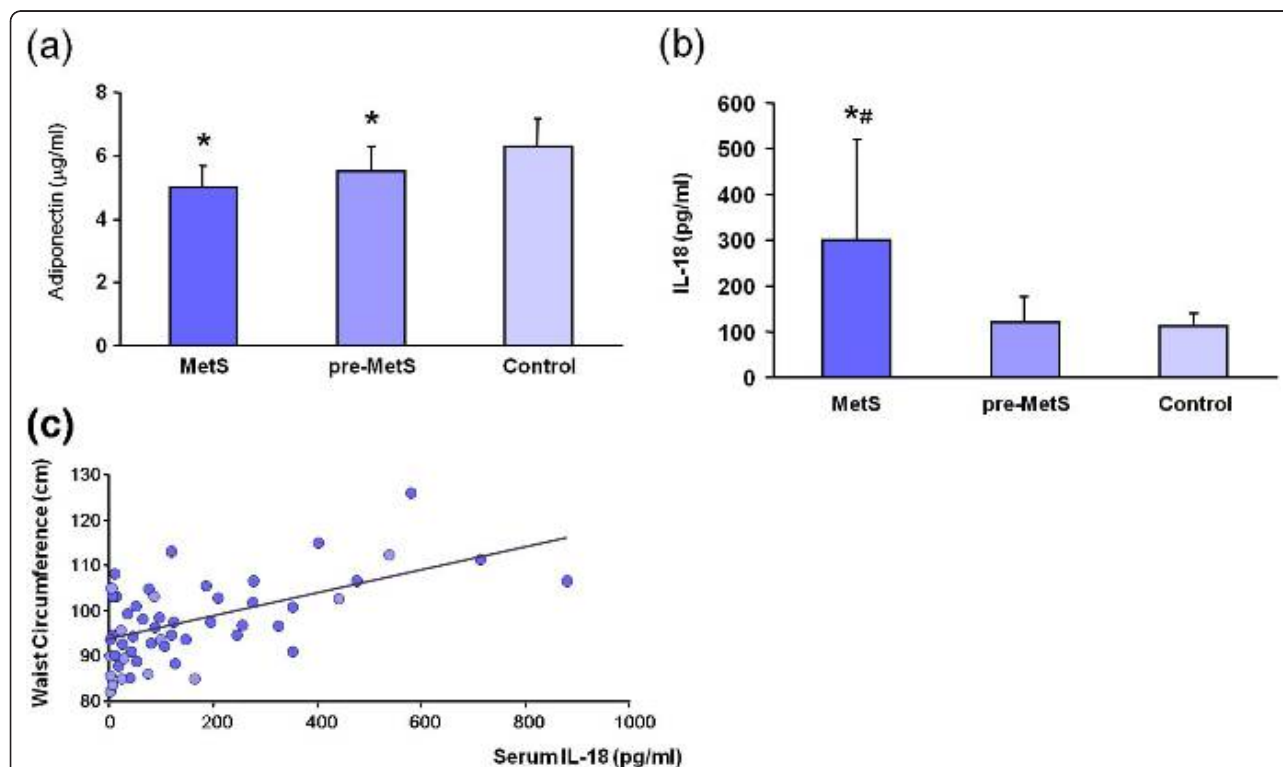 (a)
Adiponectin (µg/ml)
8
6
4
2
0
*
*
MetS
pre-MetS
Control
(b)
IL-18 (pg/ml)
600
500
400
300
200
100
0
*#
MetS
pre-MetS
Control
(c)
Waist Circumference (cm)
130
120
110
100
90
80
0
200
400
600
800
1000
Serum IL-18 (pg/ml)